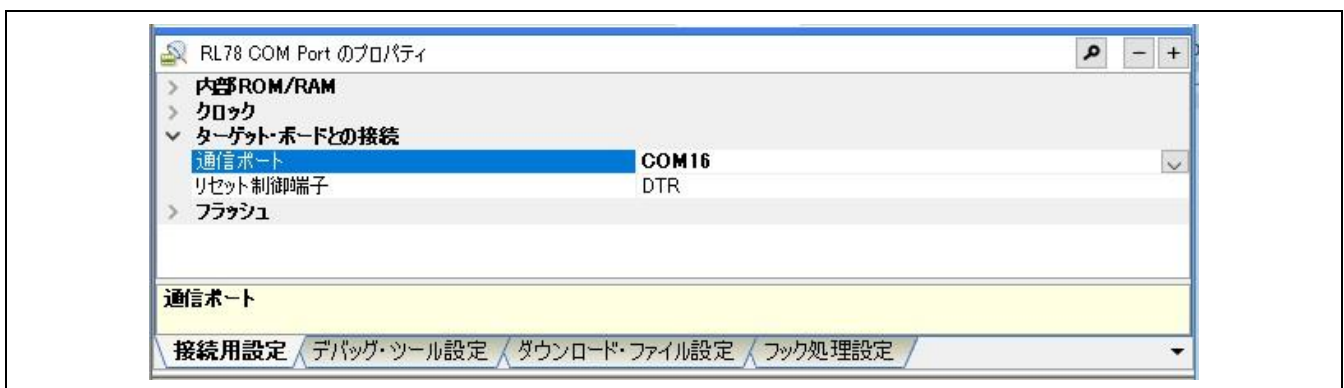 RL78 COM Port のプロパティ
内部ROM/RAM
クロック
ターゲット・ボードとの接続
通信ポート COM16
リセット制御端子 DTR
フラッシュ
通信ポート
接続用設定 デバッグ・ツール設定 ダウンロード・ファイル設定 フック処理設定